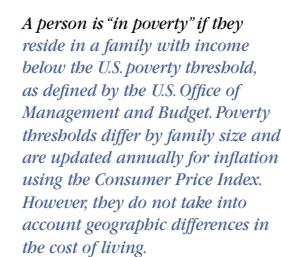 A person is “in poverty” if they
reside in a family with income
below the U.S. poverty threshold,
as defined by the U.S. Office of
Management and Budget. Poverty
thresholds differ by family size and
are updated annually for inflation
using the Consumer Price Index.
However, they do not take into
account geographic differences in
the cost of living.